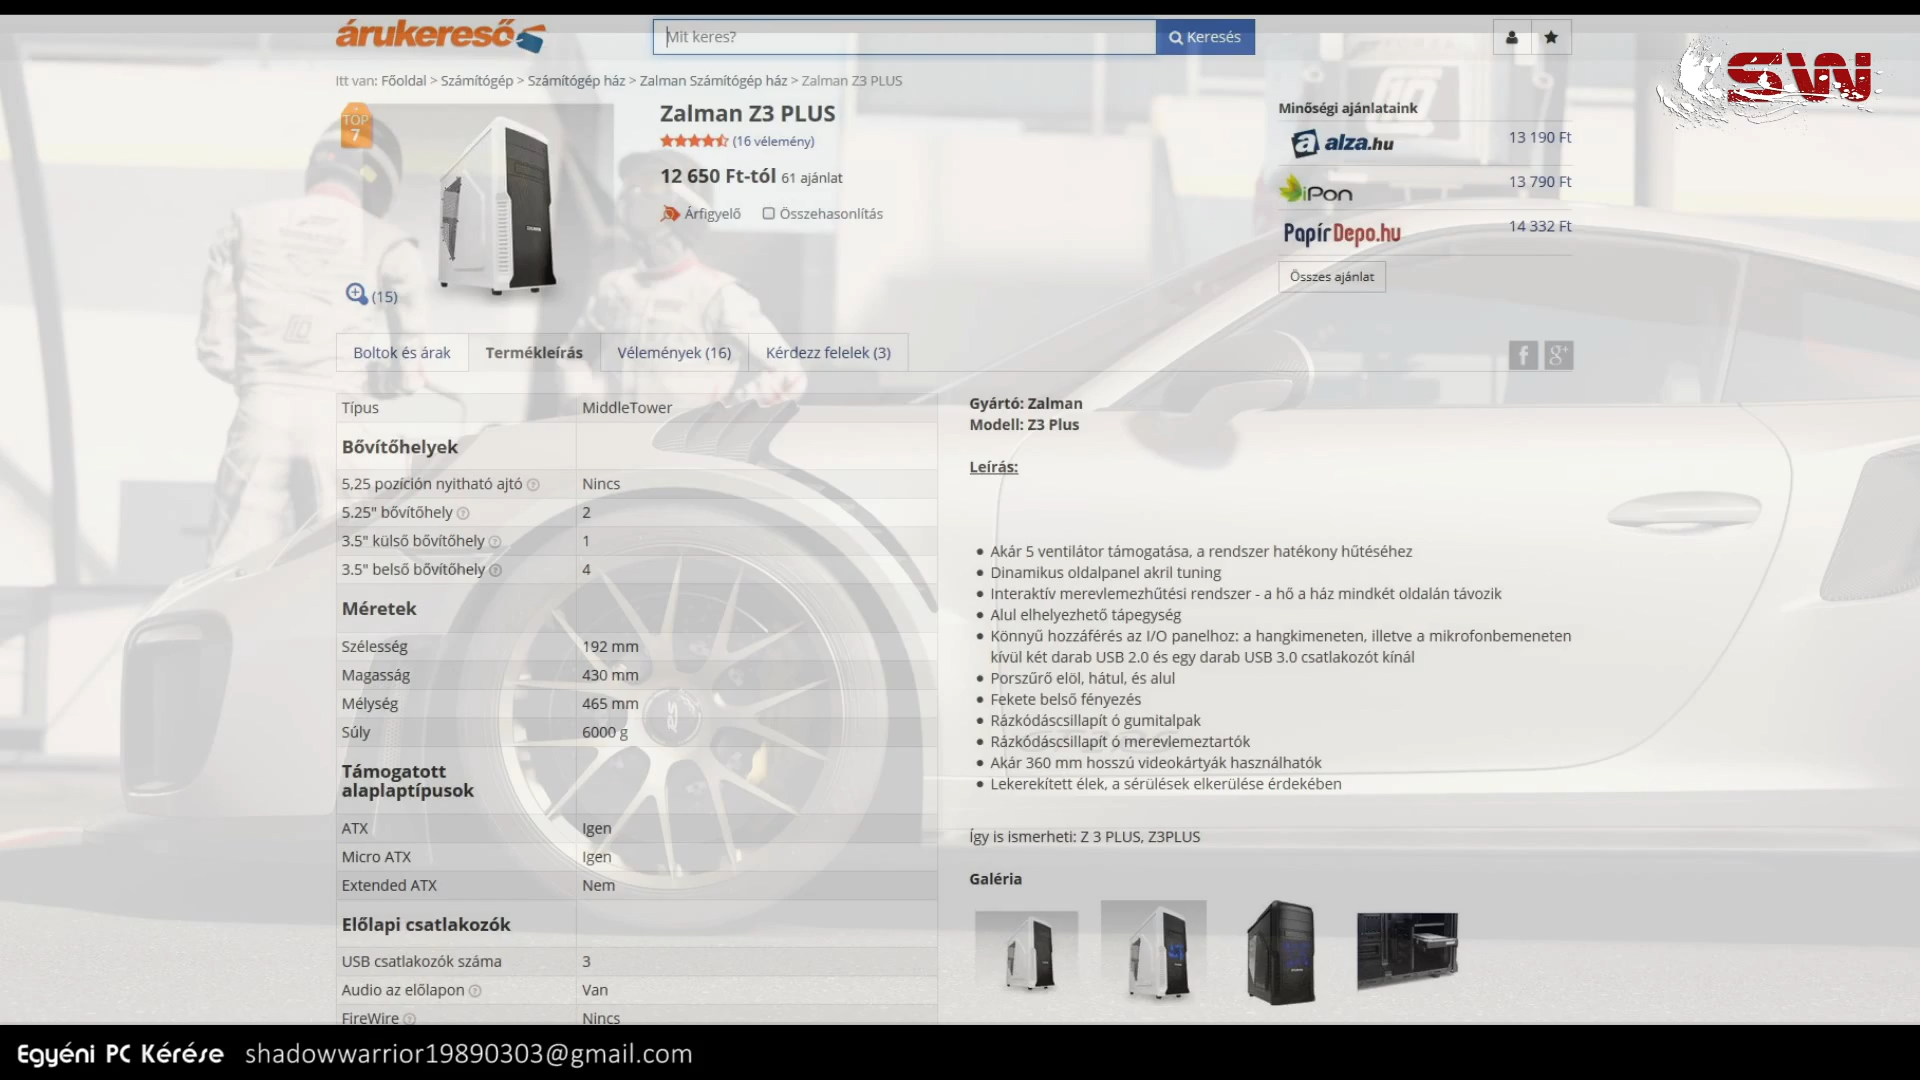 árukereső
Mit keres?
Keresés
SW
Itt van: Főoldal > Számítógép > Számítógép ház > Zalman Számítógép ház > Zalman Z3 PLUS
TOP
7
(15)
Zalman Z3 PLUS
(16 vélemény)
12 650 Ft-tól 61 ajánlat
Árfigyelő Összehasonlítás
Minőségi ajánlataink
alza.hu 13 190 Ft
iPon 13 790 Ft
PapírDepo.hu 14 332 Ft
Összes ajánlat
Boltok és árak Termékleírás Vélemények (16) Kérdezz felelek (3)
f g+
Típus MiddleTower
Bővítőhelyek
5,25 pozíción nyitható ajtó Nincs
5.25" bővítőhely 2
3.5" külső bővítőhely 1
3.5" belső bővítőhely 4
Méretek
Szélesség 192 mm
Magasság 430 mm
Mélység 465 mm
Súly 6000 g
Támogatott
alaplaptípusok
ATX Igen
Micro ATX Igen
Extended ATX Nem
Előlapi csatlakozók
USB csatlakozók száma 3
Audio az előlapon Van
FireWire Nincs
Gyártó: Zalman
Modell: Z3 Plus
Leírás:
● Akár 5 ventilátor támogatása, a rendszer hatékony hűtéséhez
● Dinamikus oldalpanel akril tuning
● Interaktív merevlemezhűtési rendszer - a hő a ház mindkét oldalán távozik
● Alul elhelyezhető tápegység
● Könnyű hozzáférés az I/O panelhoz: a hangkimeneten, illetve a mikrofonbemeneten
kívül két darab USB 2.0 és egy darab USB 3.0 csatlakozót kínál
● Porszűrő elöl, hátul, és alul
● Fekete belső fényezés
● Rázkódáscsillapít ó gumitalpak
● Rázkódáscsillapít ó merevlemeztartók
● Akár 360 mm hosszú videokártyák használhatók
● Lekerekített élek, a sérülések elkerülése érdekében
Így is ismerheti: Z 3 PLUS, Z3PLUS
Galéria
Egyéni PC Kérése shadowwarrior19890303@gmail.com